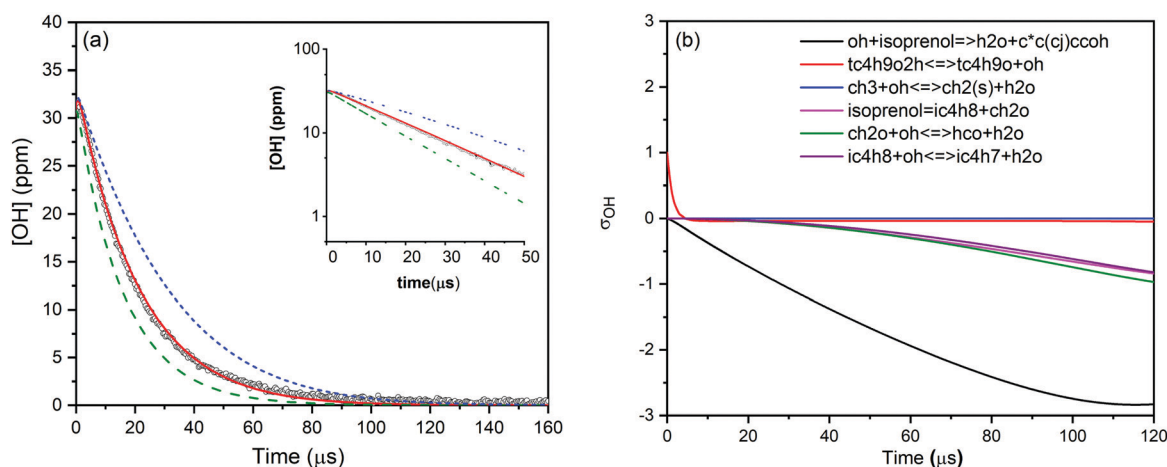 (a)
[OH] (ppm)
40
35
30
25
20
15
10
5
0
0 20 40 60 80 100 120 140 160
Time (μs)
[OH] (ppm)
100
10
1
0 10 20 30 40 50
time(μs)
(b)
oh+isoprenol=>h2o+c*c(cj)ccoh
tc4h9o2h<=>tc4h9o+oh
ch3+oh<=>ch2(s)+h2o
isoprenol=ic4h8+ch2o
ch2o+oh<=>hco+h2o
ic4h8+oh<=>ic4h7+h2o
σOH
3
2
1
0
-1
-2
-3
0 20 40 60 80 100 120
Time (μs)